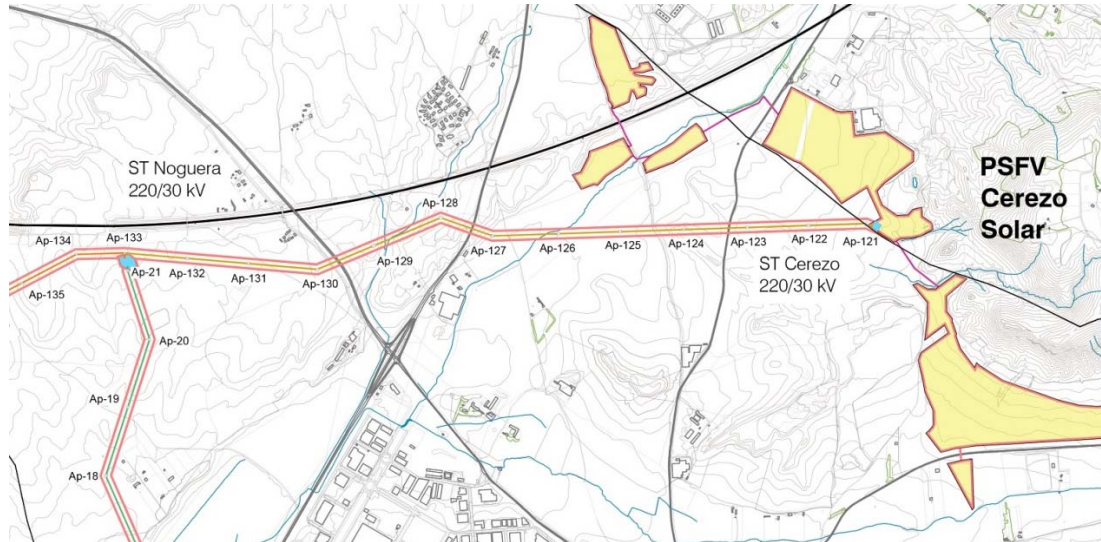 ST Noguera
220/30 kV
PSFV
Cerezo
Solar
Ap-128
Ap-134
Ap-133
Ap-127
Ap-126
Ap-125
Ap-124
Ap-123
Ap-122
Ap-121
Ap-21
Ap-132
Ap-131
Ap-129
Ap-130
Ap-135
ST Cerezo
220/30 kV
Ap-20
Ap-19
Ap-18